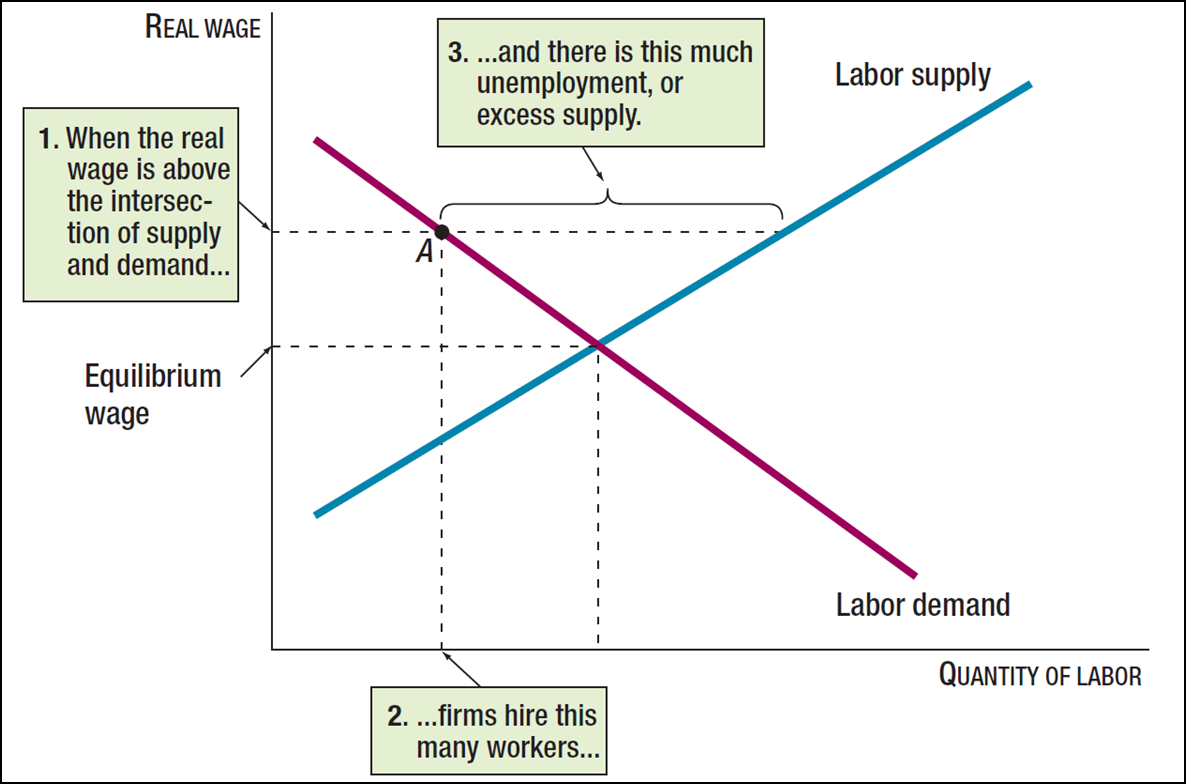 REAL WAGE
3. ...and there is this much
unemployment, or
excess supply.
Labor supply
1. When the real
wage is above
the intersec-
tion of supply
and demand...
A
Equilibrium
wage
Labor demand
QUANTITY OF LABOR
2. ...firms hire this
many workers...